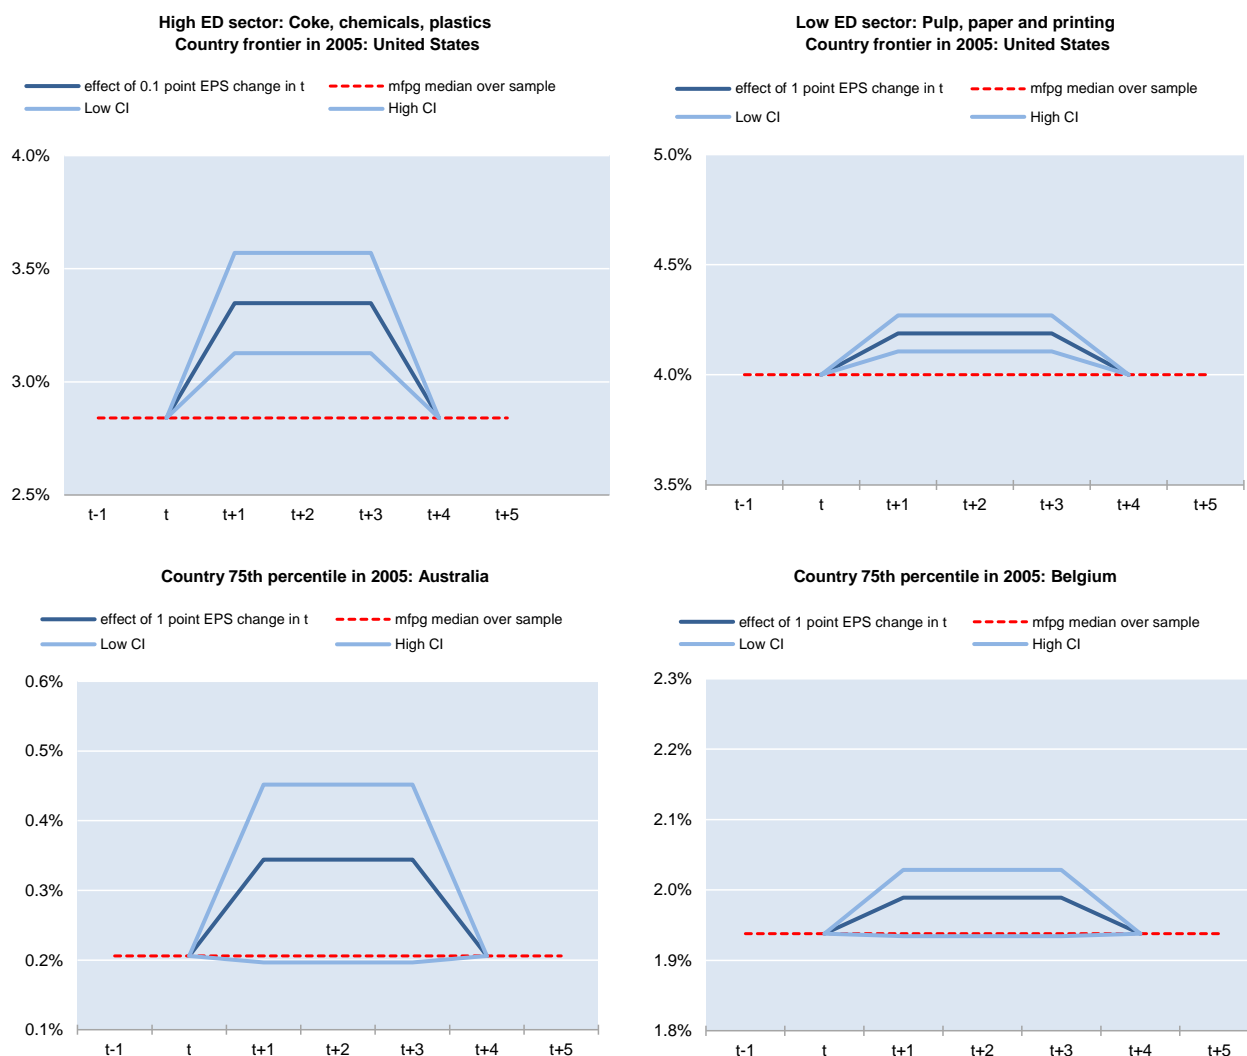 High ED sector: Coke, chemicals, plastics
Country frontier in 2005: United States
effect of 0.1 point EPS change in t
mfpg median over sample
Low CI
High CI
4.0%
3.5%
3.0%
2.5%
t-1 t t+1 t+2 t+3 t+4 t+5
Low ED sector: Pulp, paper and printing
Country frontier in 2005: United States
effect of 1 point EPS change in t
mfpg median over sample
Low CI
High CI
5.0%
4.5%
4.0%
3.5%
t-1 t t+1 t+2 t+3 t+4 t+5
Country 75th percentile in 2005: Australia
effect of 1 point EPS change in t
mfpg median over sample
Low CI
High CI
0.6%
0.5%
0.4%
0.3%
0.2%
0.1%
t-1 t t+1 t+2 t+3 t+4 t+5
Country 75th percentile in 2005: Belgium
effect of 1 point EPS change in t
mfpg median over sample
Low CI
High CI
2.3%
2.2%
2.1%
2.0%
1.9%
1.8%
t-1 t t+1 t+2 t+3 t+4 t+5